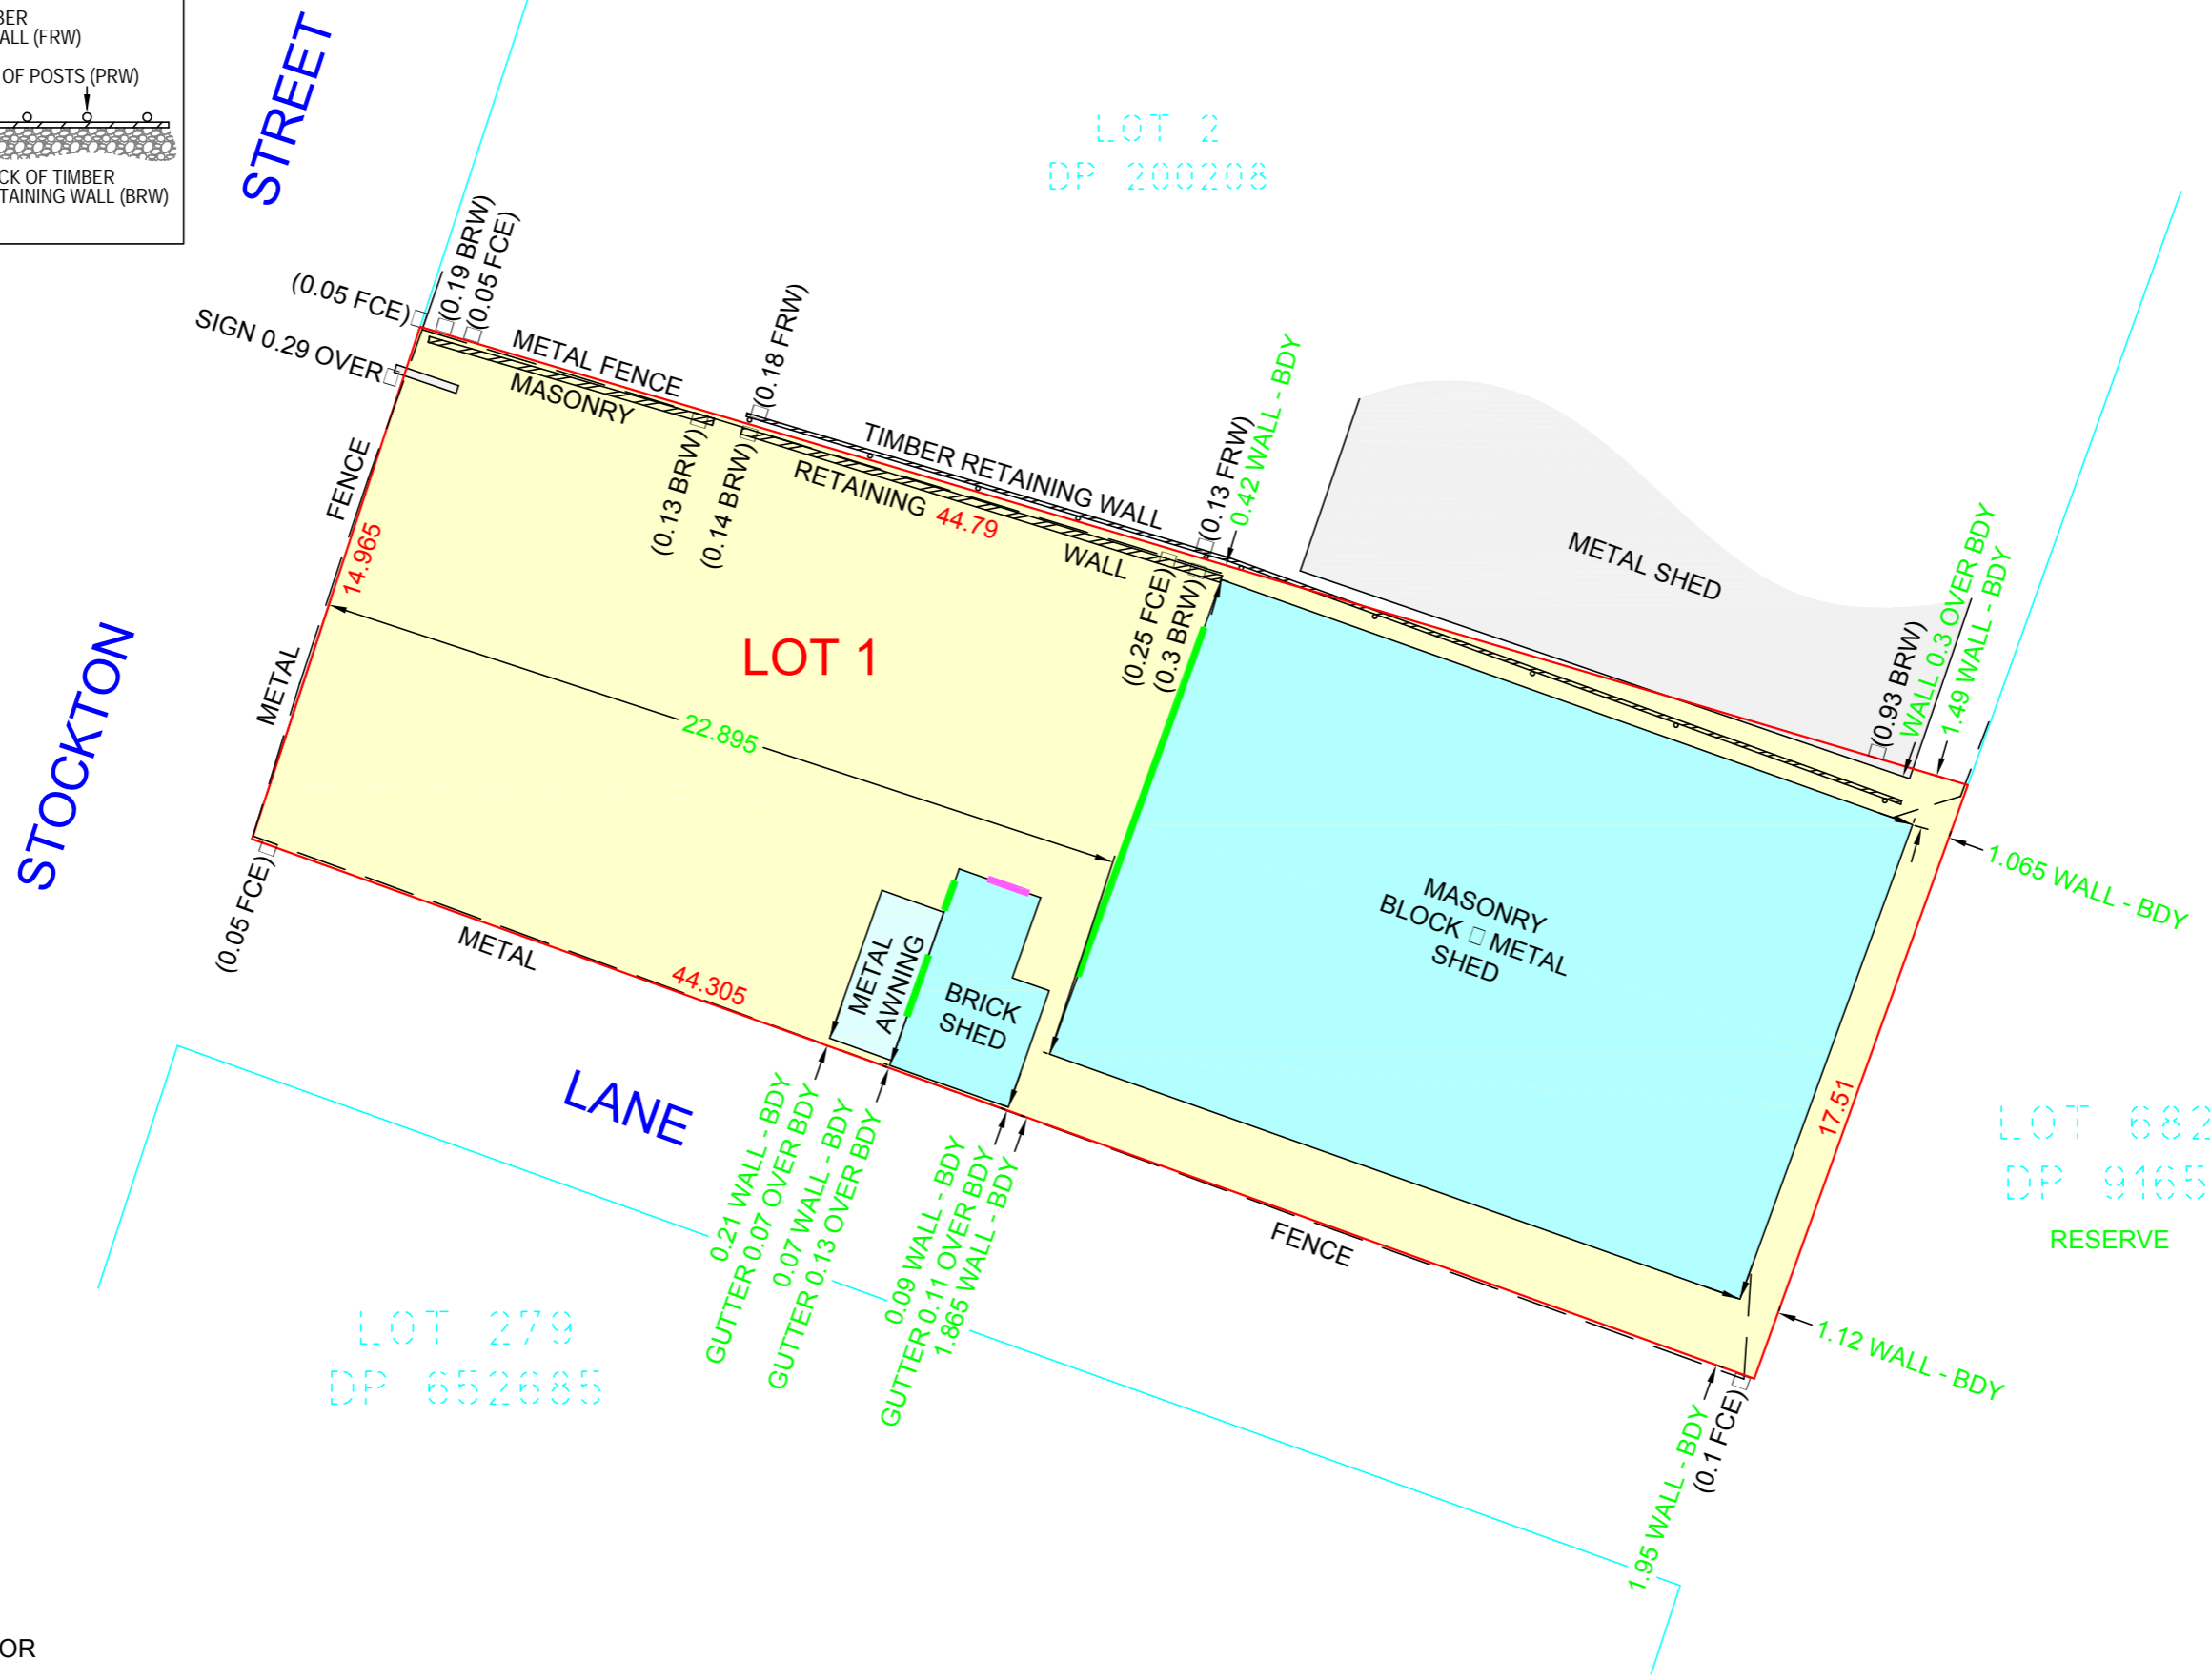 BER
ALL (FRW)
OF POSTS (PRW)
CK OF TIMBER
TAINING WALL (BRW)
STREET
LOT 2
DP 200208
(0.19 BRW)
(0.05 FCE)
(0.05 FCE)
SIGN 0.29 OVER
METAL FENCE
MASONRY
(0.18 FRW)
TIMBER RETAINING WALL
(0.13 FRW)
0.42 WALL - BDY
METAL SHED
(0.93 BRW)
WALL 0.3 OVER BDY
1.49 WALL - BDY
FENCE
14.965
(0.13 BRW)
(0.14 BRW)
RETAINING
44.79
WALL
(0.25 FCE)
(0.3 BRW)
LOT 1
METAL
STOCKTON
22.895
1.065 WALL - BDY
MASONRY
BLOCK □ METAL
SHED
(0.05 FCE)
METAL
44.305
METAL
AWNING
BRICK
SHED
LANE
17.51
LOT 682
DP 9165
RESERVE
0.21 WALL - BDY
GUTTER 0.07 OVER BDY
0.07 WALL - BDY
GUTTER 0.13 OVER BDY
0.09 WALL - BDY
GUTTER 0.11 OVER BDY
1.865 WALL - BDY
FENCE
1.12 WALL - BDY
LOT 279
DP 652685
1.95 WALL - BDY
(0.1 FCE)
OR